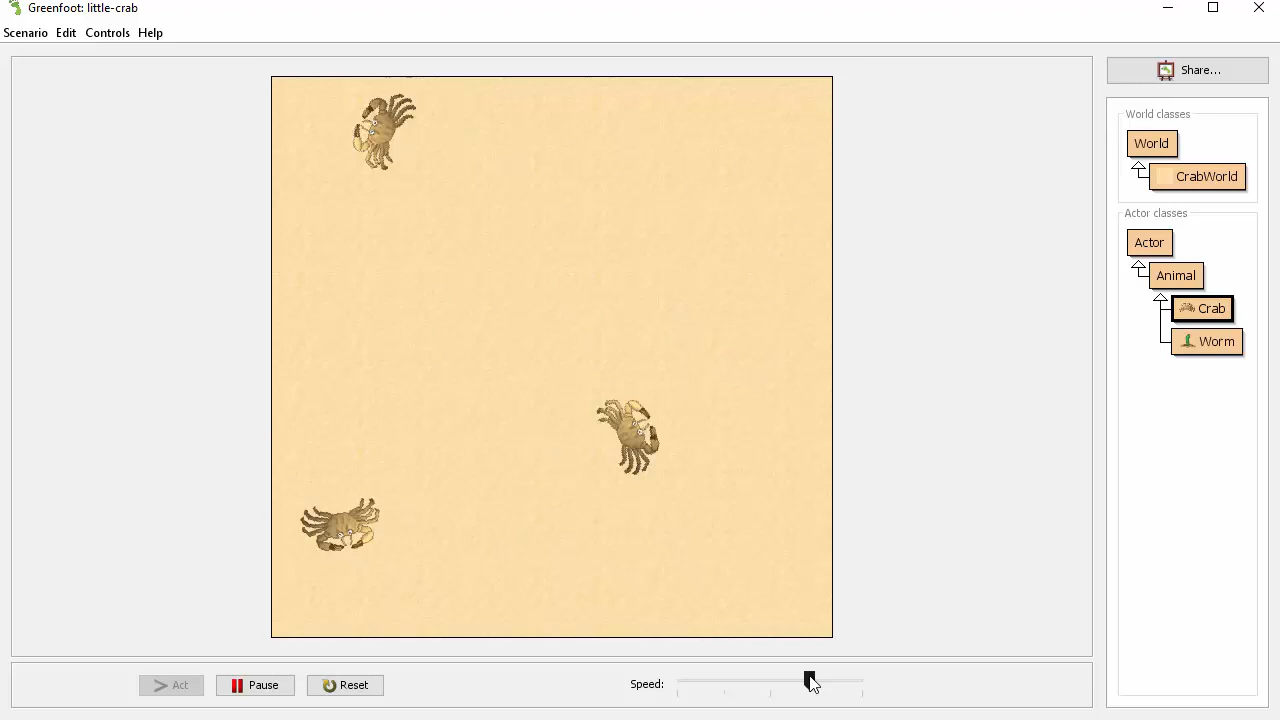 Greenfoot: little-crab
Scenario Edit Controls Help
Share...
World classes
World
CrabWorld
Actor classes
Actor
Animal
Crab
Worm
Act Pause Reset Speed: